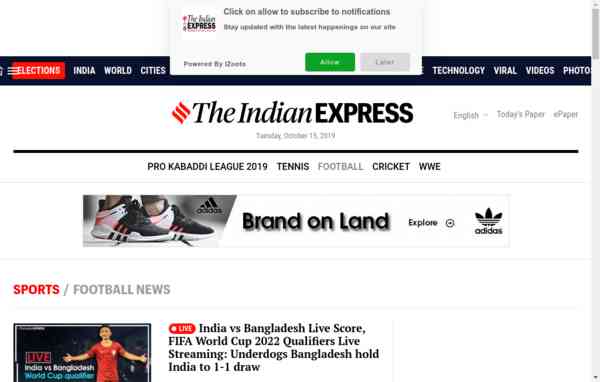 Click on allow to subscribe to notifications
Stay updated with the latest happenings on our site
Powered By iZooto
Allow
Later
ELECTIONS INDIA WORLD CITIES TECHNOLOGY VIRAL VIDEOS PHOTOS
The Indian EXPRESS
Tuesday, October 15, 2019
English Today's Paper ePaper
PRO KABADDI LEAGUE 2019 TENNIS FOOTBALL CRICKET WWE
adidas
Brand on Land
Explore
adidas
SPORTS / FOOTBALL NEWS
LIVE
India vs Bangladesh
World Cup qualifier
LIVE India vs Bangladesh Live Score,
FIFA World Cup 2022 Qualifiers Live
Streaming: Underdogs Bangladesh hold
India to 1-1 draw